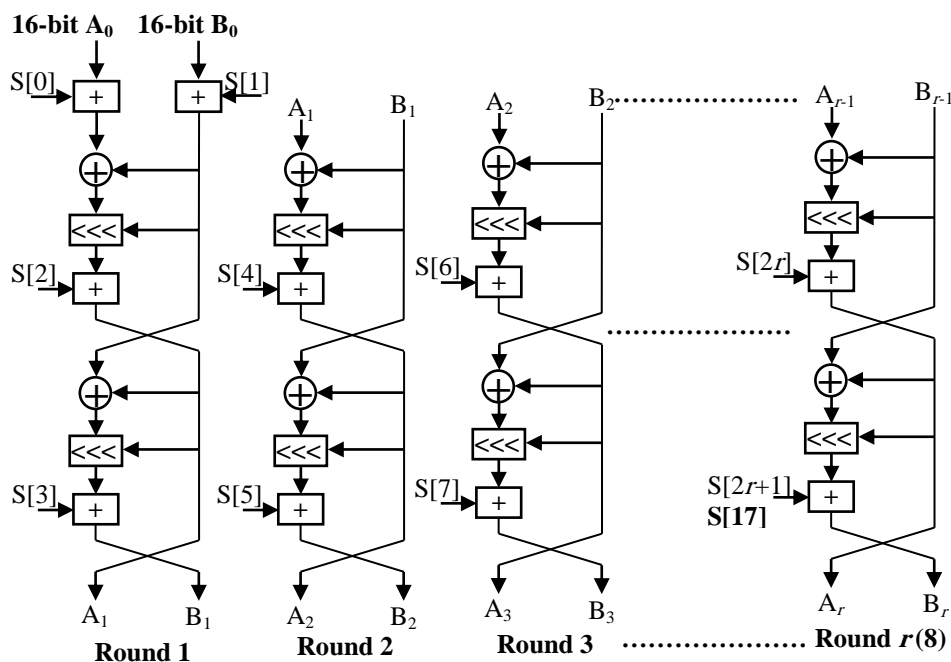 16-bit A₀ 16-bit B₀
S[0] + + S[1]
A₁ B₁ A₂ B₂ ........................ Aᵣ₋₁ Bᵣ₋₁
<<< <<< <<< <<<
S[2] + S[4] + S[6] + S[2r] +
<<< <<< <<< <<<
S[3] + S[5] + S[7] + S[2r+1] +
S[17]
A₁ B₁ A₂ B₂ A₃ B₃ Aᵣ Bᵣ
Round 1 Round 2 Round 3 ........................ Round r (8)